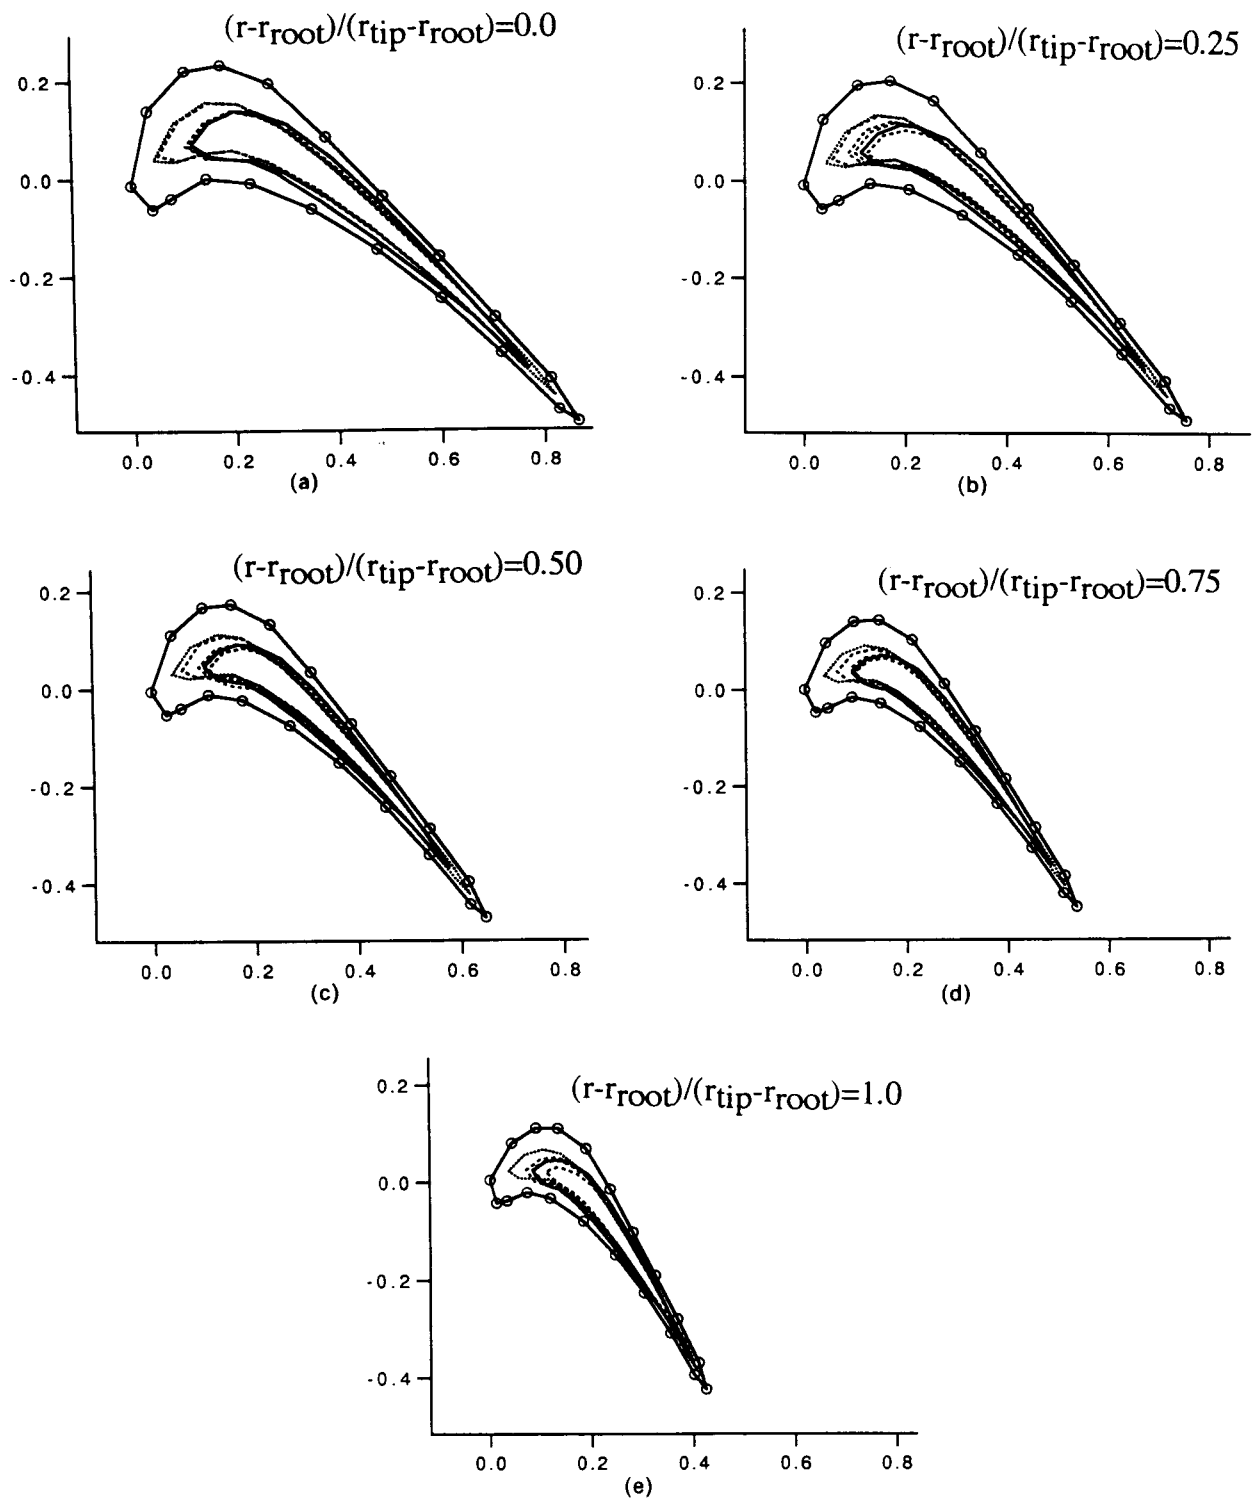 (r-rroot)/(rtip-rroot)=0.0
0.2
0.0
-0.2
-0.4
0.0 0.2 0.4 0.6 0.8
(a)
(r-rroot)/(rtip-rroot)=0.25
0.2
0.0
-0.2
-0.4
0.0 0.2 0.4 0.6 0.8
(b)
(r-rroot)/(rtip-rroot)=0.50
0.2
0.0
-0.2
-0.4
0.0 0.2 0.4 0.6 0.8
(c)
(r-rroot)/(rtip-rroot)=0.75
0.2
0.0
-0.2
-0.4
0.0 0.2 0.4 0.6 0.8
(d)
(r-rroot)/(rtip-rroot)=1.0
0.2
0.0
-0.2
-0.4
0.0 0.2 0.4 0.6 0.8
(e)